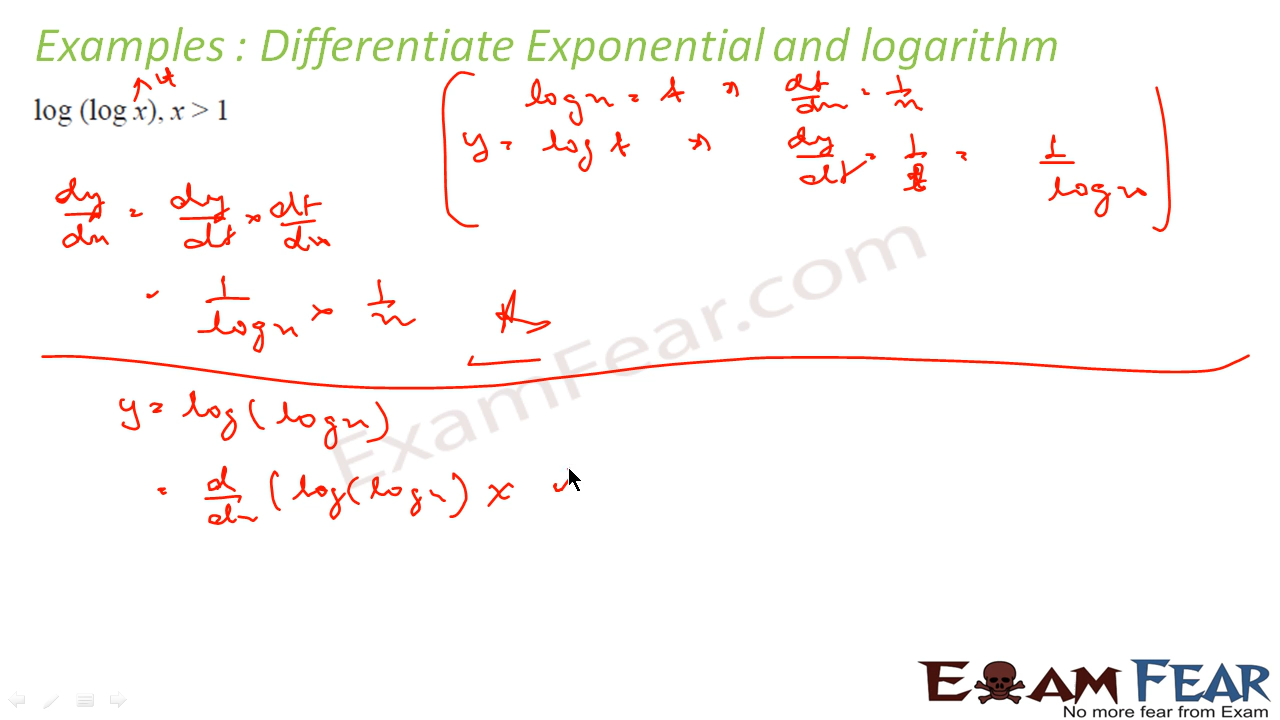 Examples : Differentiate Exponential and logarithm
log (log x), x > 1
log x = t ⇒ dt/dx = 1/x
y = log t ⇒ dy/dt = 1/t = 1/log x
dy/dx = dy/dt × dt/dx
= 1/log x × 1/x
y = log(log x)
= d/dx (log(log x) ×
ExamFear.com
EXAM FEAR
No more fear from Exam